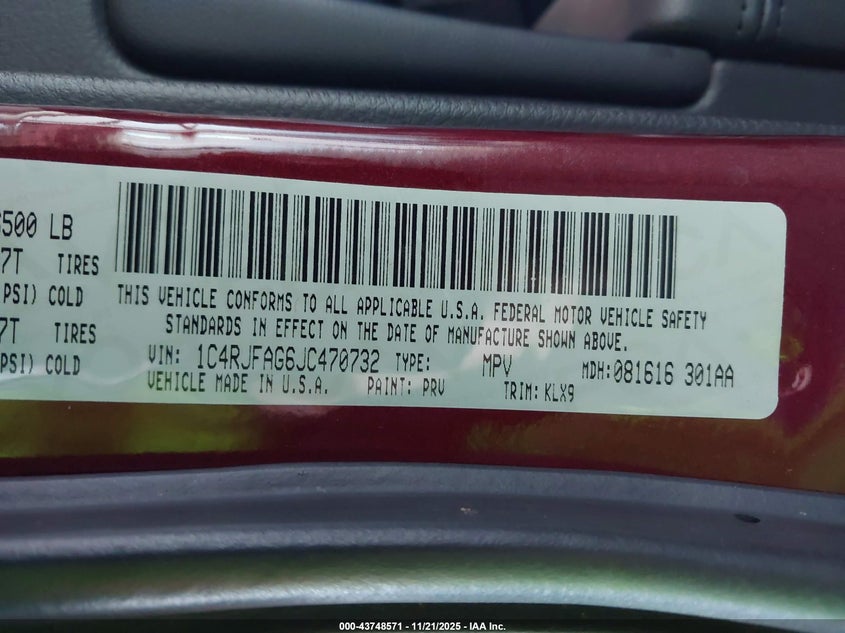 500 LB
7T TIRES
PSI) COLD
7T TIRES
PSI) COLD
THIS VEHICLE CONFORMS TO ALL APPLICABLE U.S.A. FEDERAL MOTOR VEHICLE SAFETY
STANDARDS IN EFFECT ON THE DATE OF MANUFACTURE SHOWN ABOVE.
VIN: 1C4RJFAG6JC470732 TYPE: MPV MDH:081616 301AA
VEHICLE MADE IN U.S.A. PAINT: PRV TRIM: KLX9
000-43748571 - 11/21/2025 - IAA Inc.